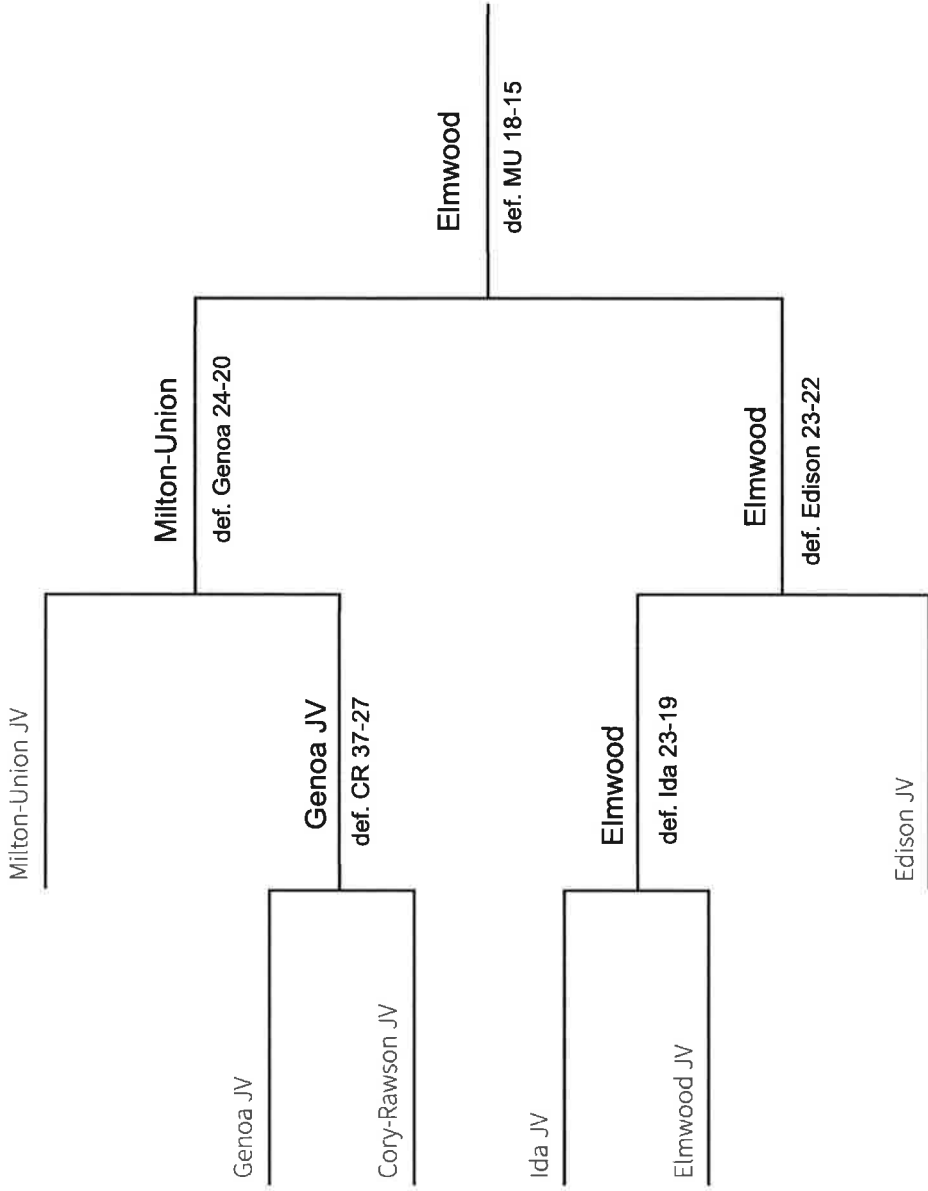 Milton-Union JV
Genoa JV
Cory-Rawson JV
Ida JV
Elmwood JV
Edison JV
Genoa JV
def. CR 37-27
Elmwood
def. Ida 23-19
Milton-Union
def. Genoa 24-20
Elmwood
def. Edison 23-22
Elmwood
def. MU 18-15